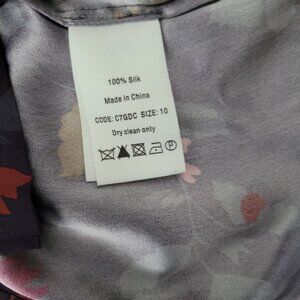 100% Silk
Made in China
CODE: C7GDC SIZE: 10
Dry clean only
P